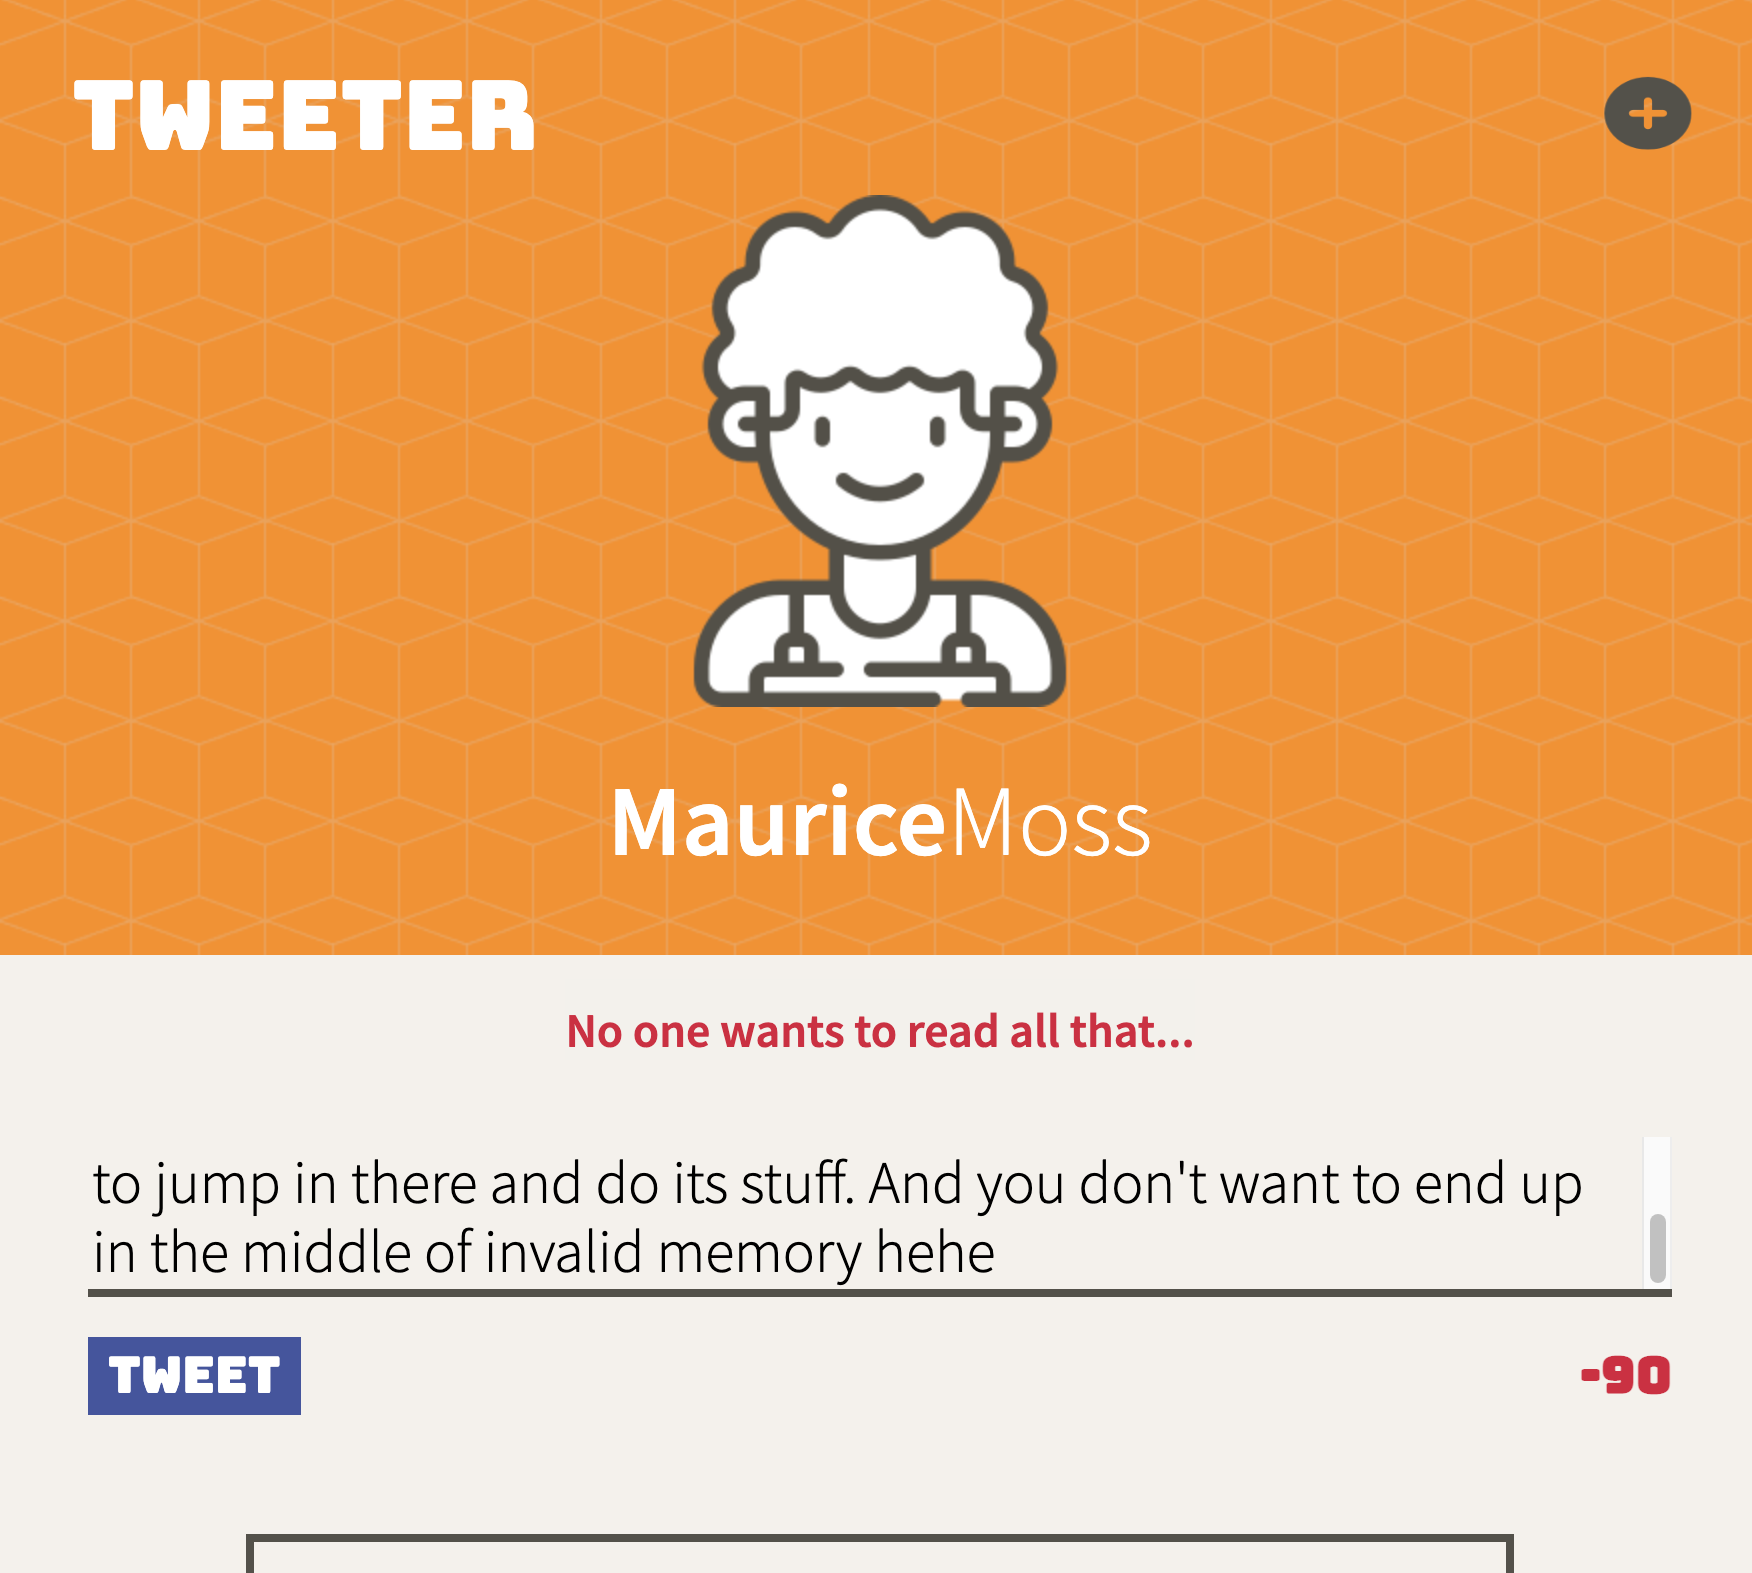 TWEETER
+
MauriceMoss
No one wants to read all that...
to jump in there and do its stuff. And you don't want to end up
in the middle of invalid memory hehe
TWEET
-90